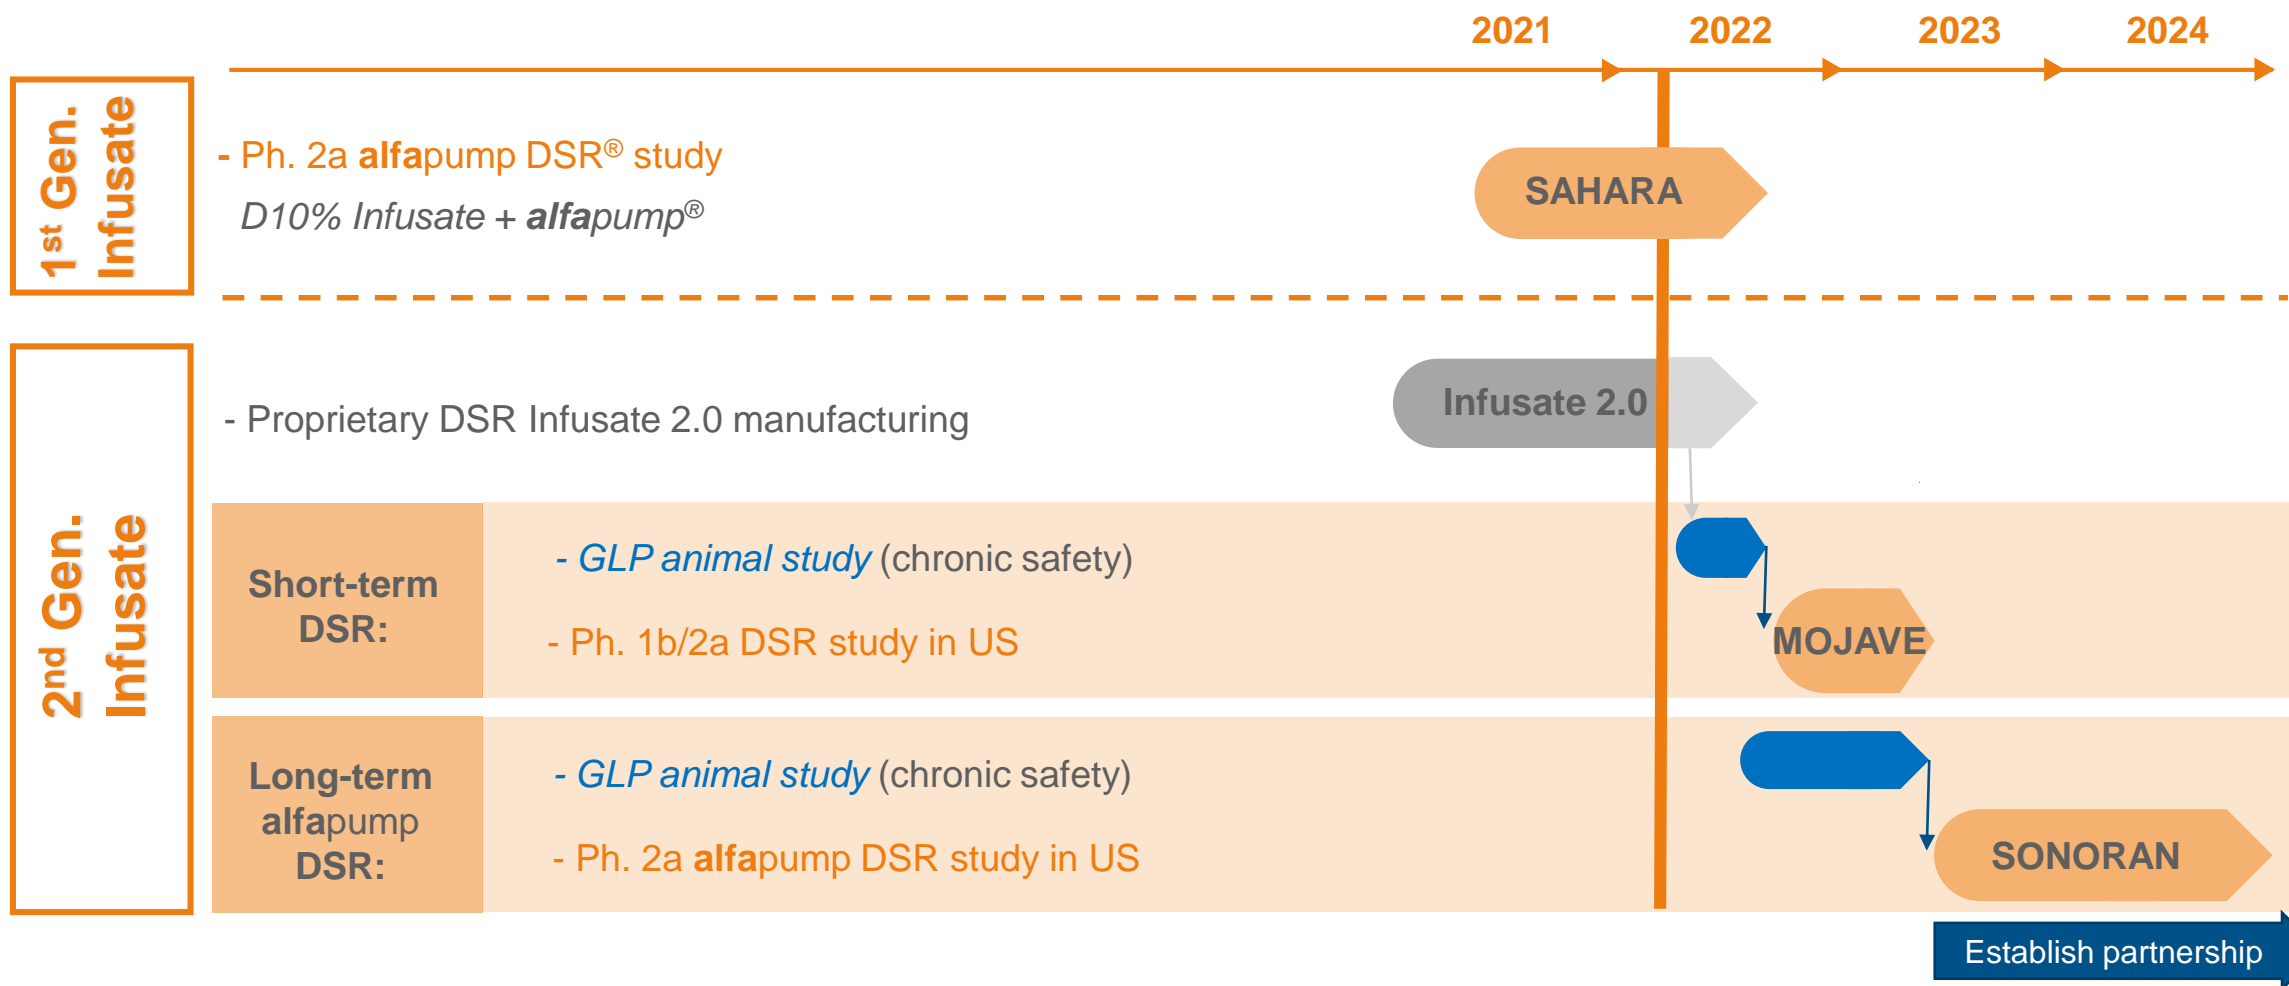 2021 2022 2023 2024
1st Gen.
Infusate
- Ph. 2a alfapump DSR® study
D10% Infusate + alfapump®
SAHARA
2nd Gen.
Infusate
- Proprietary DSR Infusate 2.0 manufacturing
Infusate 2.0
Short-term
DSR:
- GLP animal study (chronic safety)
- Ph. 1b/2a DSR study in US
MOJAVE
Long-term
alfapump
DSR:
- GLP animal study (chronic safety)
- Ph. 2a alfapump DSR study in US
SONORAN
Establish partnership